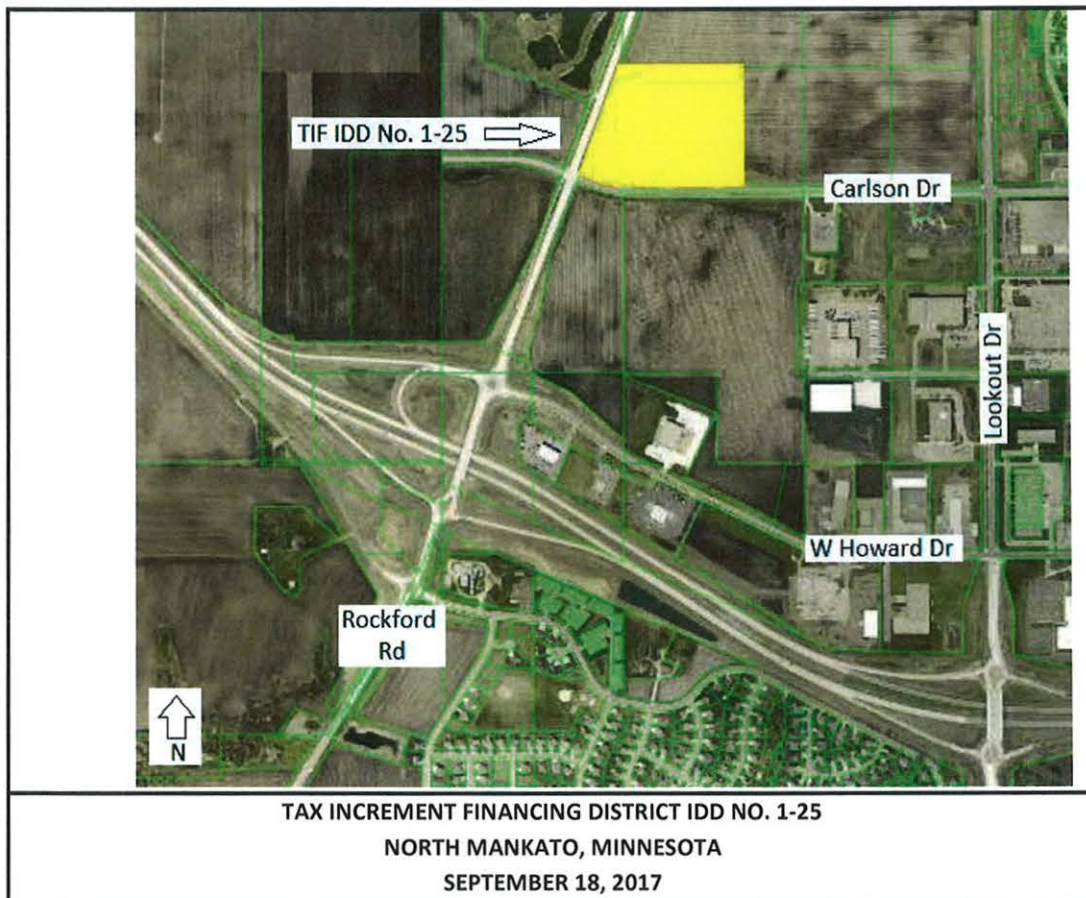 TIF IDD No. 1-25
Carlson Dr
Lookout Dr
W Howard Dr
Rockford
Rd
N
TAX INCREMENT FINANCING DISTRICT IDD NO. 1-25
NORTH MANKATO, MINNESOTA
SEPTEMBER 18, 2017